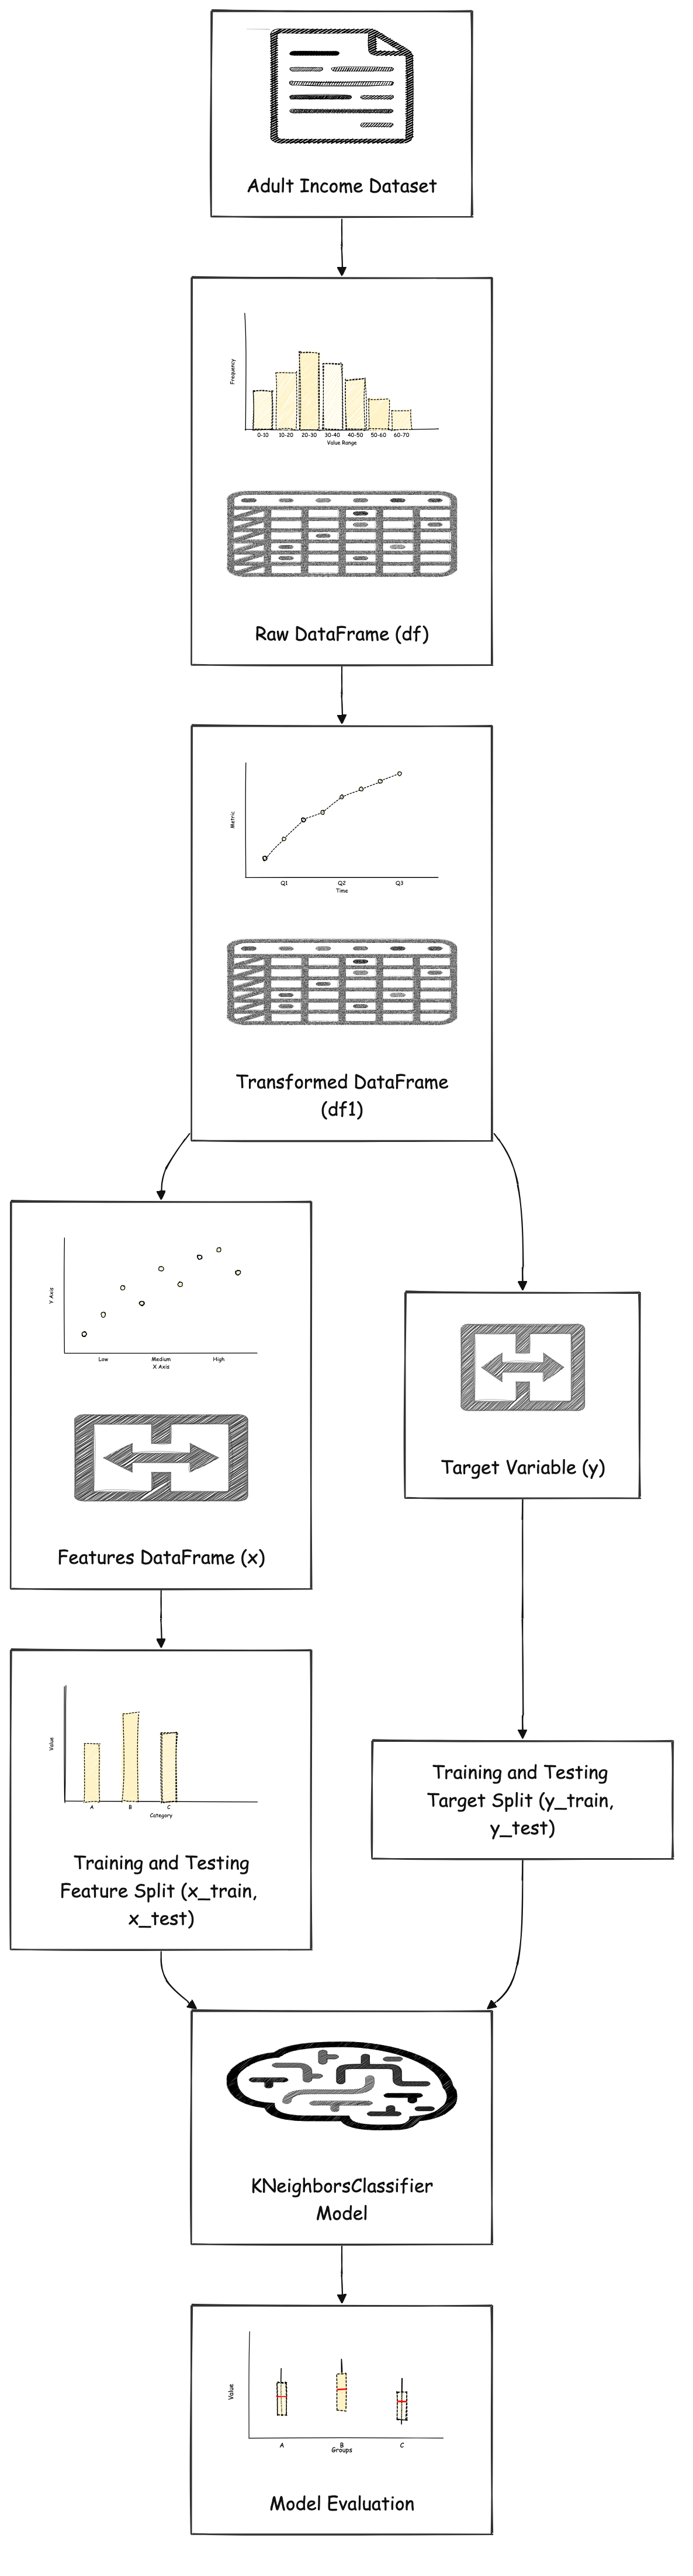 Adult Income Dataset
Frequency
0-10 10-20 20-30 30-40 40-50 50-60 60-70
Value Range
Raw DataFrame (df)
Metric
Q1 Q2 Q3
Time
Transformed DataFrame
(df1)
Y Axis
Low Medium High
X Axis
Features DataFrame (x)
Target Variable (y)
Value
A B C
Category
Training and Testing
Feature Split (x_train,
x_test)
Training and Testing
Target Split (y_train,
y_test)
KNeighborsClassifier
Model
Value
A B C
Groups
Model Evaluation